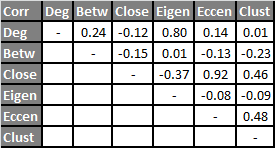 Corr Deg Betw Close Eigen Eccen Clust
Deg - 0.24 -0.12 0.80 0.14 0.01
Betw - -0.15 0.01 -0.13 -0.23
Close - -0.37 0.92 0.46
Eigen - -0.08 -0.09
Eccen - 0.48
Clust -